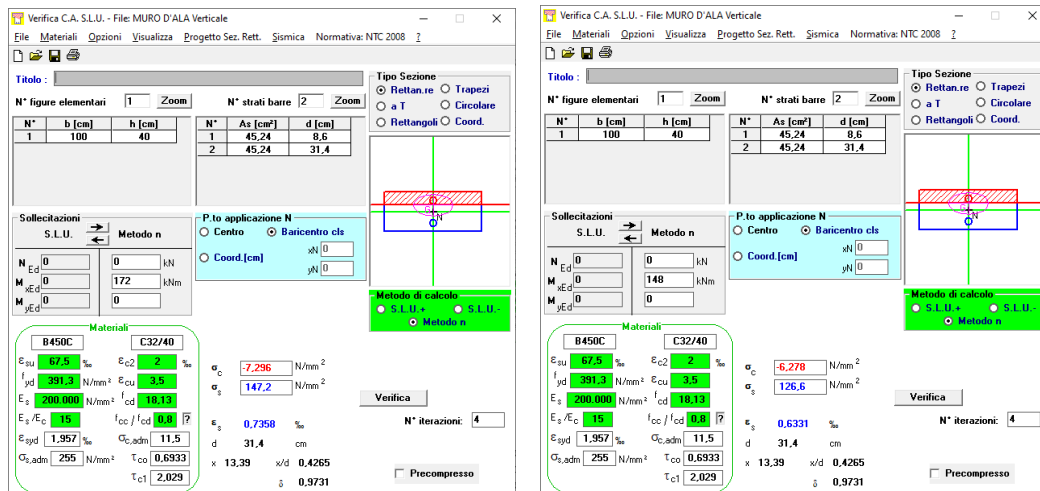 Verifica C.A. S.L.U. - File: MURO D'ALA Verticale
File Materiali Opzioni Visualizza Progetto Sez. Rett. Sismica Normativa: NTC 2008 ?
Titolo :
N° figure elementari 1 Zoom N° strati barre 2 Zoom
N° b [cm] h [cm]
1 100 40
N° As [cm²] d [cm]
1 45,24 8,6
2 45,24 31,4
Tipo Sezione
Rettan.re Trapezi
a T Circolare
Rettangoli Coord.
G N
Sollecitazioni
S.L.U. Metodo n
N Ed 0 0 kN
M xEd 0 172 kNm
M yEd 0 0
P.to applicazione N
Centro Baricentro cls
Coord.[cm]
xN 0
yN 0
Metodo di calcolo
S.L.U.+ S.L.U.-
Metodo n
Materiali
B450C C32/40
εsu 67,5 ‰ εc2 2 ‰
fyd 391,3 N/mm² εcu 3,5
Es 200.000 N/mm² fcd 18,13
Es/Ec 15 fcc / fcd 0,8 ?
εsyd 1,957 ‰ σc,adm 11,5
σs,adm 255 N/mm² τco 0,6933
τc1 2,029
σc -7,296 N/mm²
σs 147,2 N/mm²
εs 0,7358 ‰
d 31,4 cm
x 13,39 x/d 0,4265
δ 0,9731
Verifica
N° iterazioni: 4
Precompresso
Verifica C.A. S.L.U. - File: MURO D'ALA Verticale
File Materiali Opzioni Visualizza Progetto Sez. Rett. Sismica Normativa: NTC 2008 ?
Titolo :
N° figure elementari 1 Zoom N° strati barre 2 Zoom
N° b [cm] h [cm]
1 100 40
N° As [cm²] d [cm]
1 45,24 8,6
2 45,24 31,4
Tipo Sezione
Rettan.re Trapezi
a T Circolare
Rettangoli Coord.
G N
Sollecitazioni
S.L.U. Metodo n
N Ed 0 0 kN
M xEd 0 148 kNm
M yEd 0 0
P.to applicazione N
Centro Baricentro cls
Coord.[cm]
xN 0
yN 0
Metodo di calcolo
S.L.U.+ S.L.U.-
Metodo n
Materiali
B450C C32/40
εsu 67,5 ‰ εc2 2 ‰
fyd 391,3 N/mm² εcu 3,5
Es 200.000 N/mm² fcd 18,13
Es/Ec 15 fcc / fcd 0,8 ?
εsyd 1,957 ‰ σc,adm 11,5
σs,adm 255 N/mm² τco 0,6933
τc1 2,029
σc -6,278 N/mm²
σs 126,6 N/mm²
εs 0,6331 ‰
d 31,4 cm
x 13,39 x/d 0,4265
δ 0,9731
Verifica
N° iterazioni: 4
Precompresso